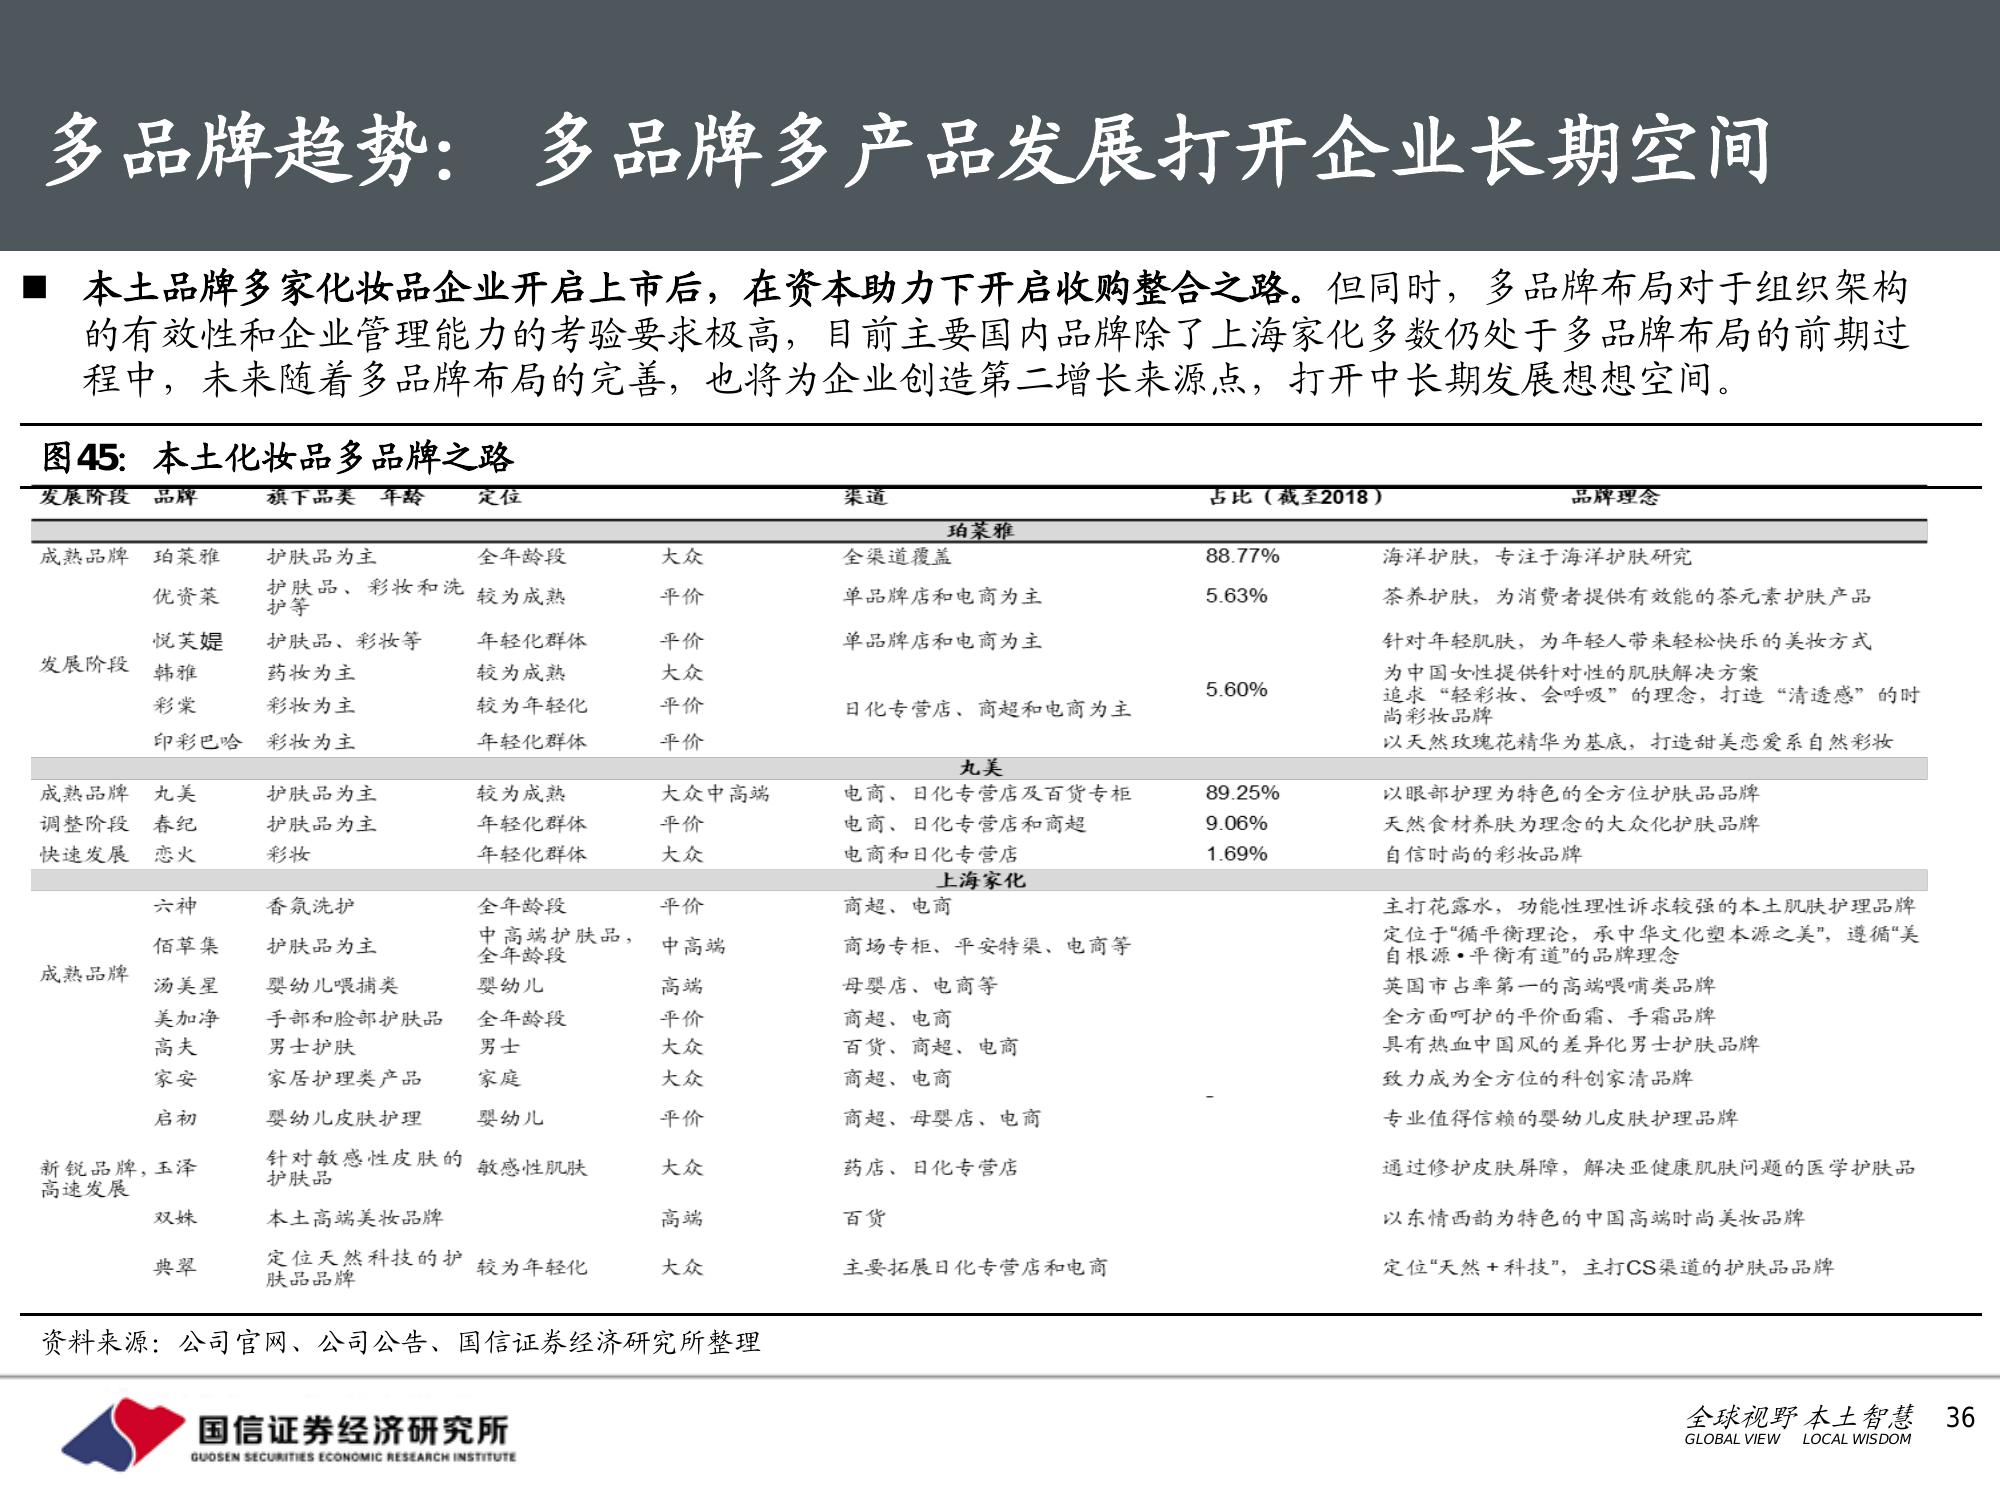 多品牌趋势： 多品牌多产品发展打开企业长期空间
■ 本土品牌多家化妆品企业开启上市后，在资本助力下开启收购整合之路。但同时，多品牌布局对于组织架构
的有效性和企业管理能力的考验要求极高，目前主要国内品牌除了上海家化多数仍处于多品牌布局的前期过
程中，未来随着多品牌布局的完善，也将为企业创造第二增长来源点，打开中长期发展想想空间。
图45: 本土化妆品多品牌之路
发展阶段 品牌 旗下品类 年龄 定位 渠道 占比（截至2018） 品牌理念
珀莱雅
成熟品牌 珀莱雅 护肤品为主 全年龄段 大众 全渠道覆盖 88.77% 海洋护肤，专注于海洋护肤研究
优资莱 护肤品、彩妆和洗
护等 较为成熟 平价 单品牌店和电商为主 5.63% 茶养护肤，为消费者提供有效能的茶元素护肤产品
悦芙媞 护肤品、彩妆等 年轻化群体 平价 单品牌店和电商为主 针对年轻肌肤，为年轻人带来轻松快乐的美妆方式
发展阶段
韩雅 药妆为主 较为成熟 大众 为中国女性提供针对性的肌肤解决方案
5.60%
彩棠 彩妆为主 较为年轻化 平价 日化专营店、商超和电商为主 追求“轻彩妆、会呼吸”的理念，打造“清透感”的时
尚彩妆品牌
印彩巴哈 彩妆为主 年轻化群体 平价 以天然玫瑰花精华为基底，打造甜美恋爱系自然彩妆
丸美
成熟品牌 丸美 护肤品为主 较为成熟 大众中高端 电商、日化专营店及百货专柜 89.25% 以眼部护理为特色的全方位护肤品品牌
调整阶段 春纪 护肤品为主 年轻化群体 平价 电商、日化专营店和商超 9.06% 天然食材养肤为理念的大众化护肤品牌
快速发展 恋火 彩妆 年轻化群体 大众 电商和日化专营店 1.69% 自信时尚的彩妆品牌
上海家化
六神 香氛洗护 全年龄段 平价 商超、电商 主打花露水，功能性理性诉求较强的本土肌肤护理品牌
佰草集 护肤品为主 中高端护肤品，
全年龄段 中高端 商场专柜、平安特渠、电商等 定位于“循平衡理论，承中华文化塑本源之美”，遵循“美
自根源•平衡有道”的品牌理念
成熟品牌
汤美星 婴幼儿喂捕类 婴幼儿 高端 母婴店、电商等 英国市占率第一的高端喂哺类品牌
美加净 手部和脸部护肤品 全年龄段 平价 商超、电商 全方面呵护的平价面霜、手霜品牌
高夫 男士护肤 男士 大众 百货、商超、电商 具有热血中国风的差异化男士护肤品牌
家安 家居护理类产品 家庭 大众 商超、电商 致力成为全方位的科创家清品牌
-
启初 婴幼儿皮肤护理 婴幼儿 平价 商超、母婴店、电商 专业值得信赖的婴幼儿皮肤护理品牌
新锐品牌，
高速发展 玉泽 针对敏感性皮肤的
护肤品 敏感性肌肤 大众 药店、日化专营店 通过修护皮肤屏障，解决亚健康肌肤问题的医学护肤品
双妹 本土高端美妆品牌 高端 百货 以东情西韵为特色的中国高端时尚美妆品牌
典翠 定位天然科技的护
肤品品牌 较为年轻化 大众 主要拓展日化专营店和电商 定位“天然+科技”，主打CS渠道的护肤品品牌
资料来源：公司官网、公司公告、国信证券经济研究所整理
国信证券经济研究所
GUOSEN SECURITIES ECONOMIC RESEARCH INSTITUTE
全球视野 本土智慧
GLOBAL VIEW LOCAL WISDOM
36